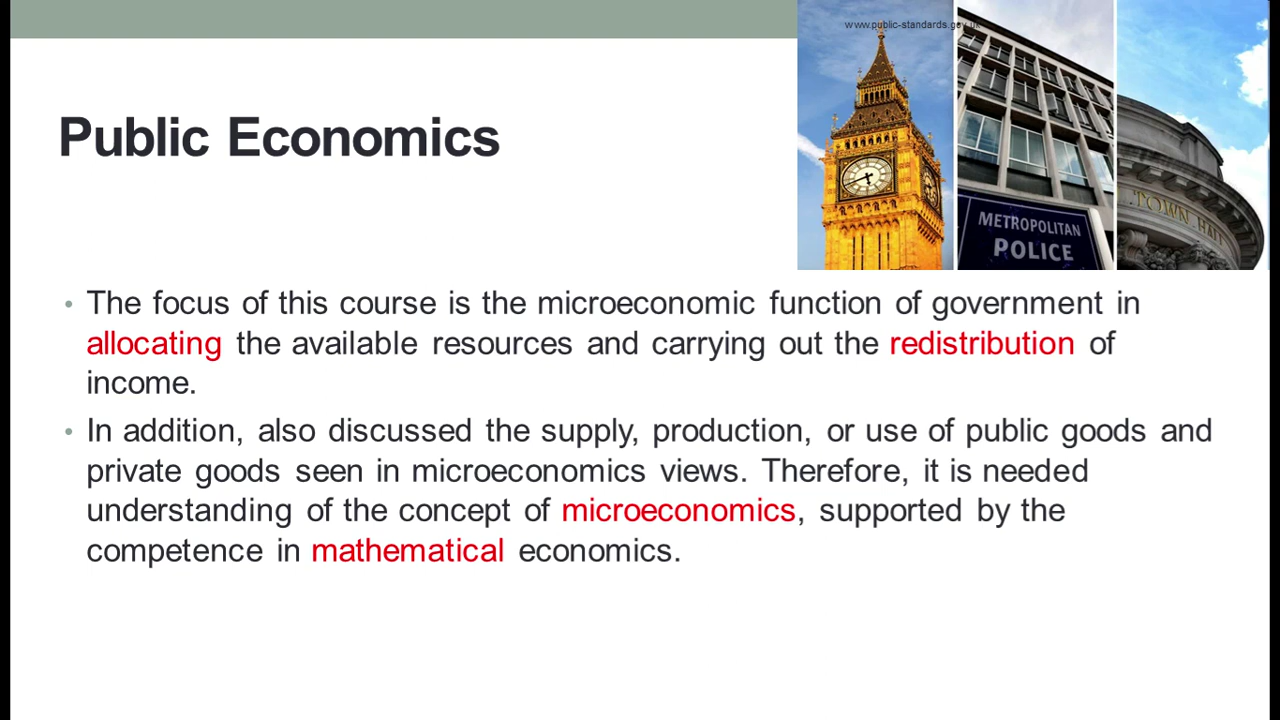 www.public-standards.gov.uk
Public Economics
METROPOLITAN
POLICE
TOWN HALL
• The focus of this course is the microeconomic function of government in
allocating the available resources and carrying out the redistribution of
income.
• In addition, also discussed the supply, production, or use of public goods and
private goods seen in microeconomics views. Therefore, it is needed
understanding of the concept of microeconomics, supported by the
competence in mathematical economics.